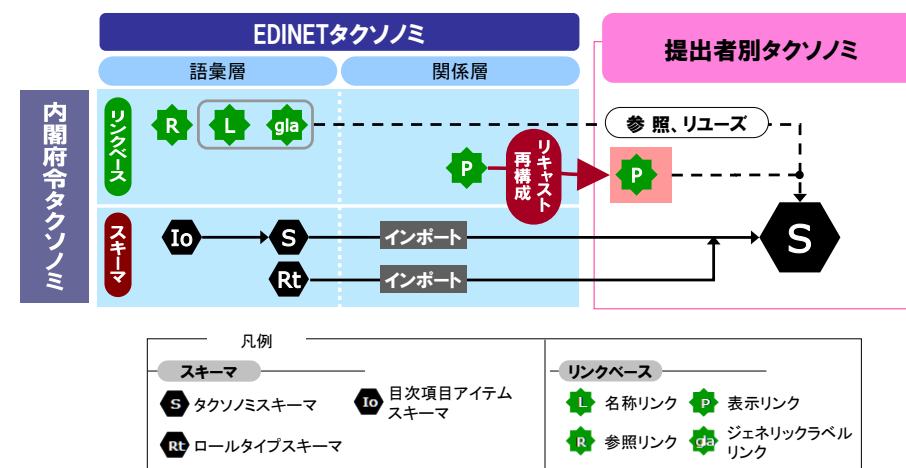 EDINETタクソノミ
提出者別タクソノミ
語彙層
関係層
内閣府令タクソノミ
リンクベース
R
L
gla
参照、リユーズ
P
リキャスト
再構成
P
スキーマ
Io
S
インポート
S
Rt
インポート
凡例
スキーマ
S タクソノミスキーマ
Io 目次項目アイテム
スキーマ
Rt ロールタイプスキーマ
リンクベース
L 名称リンク
P 表示リンク
R 参照リンク
gla ジェネリックラベル
リンク